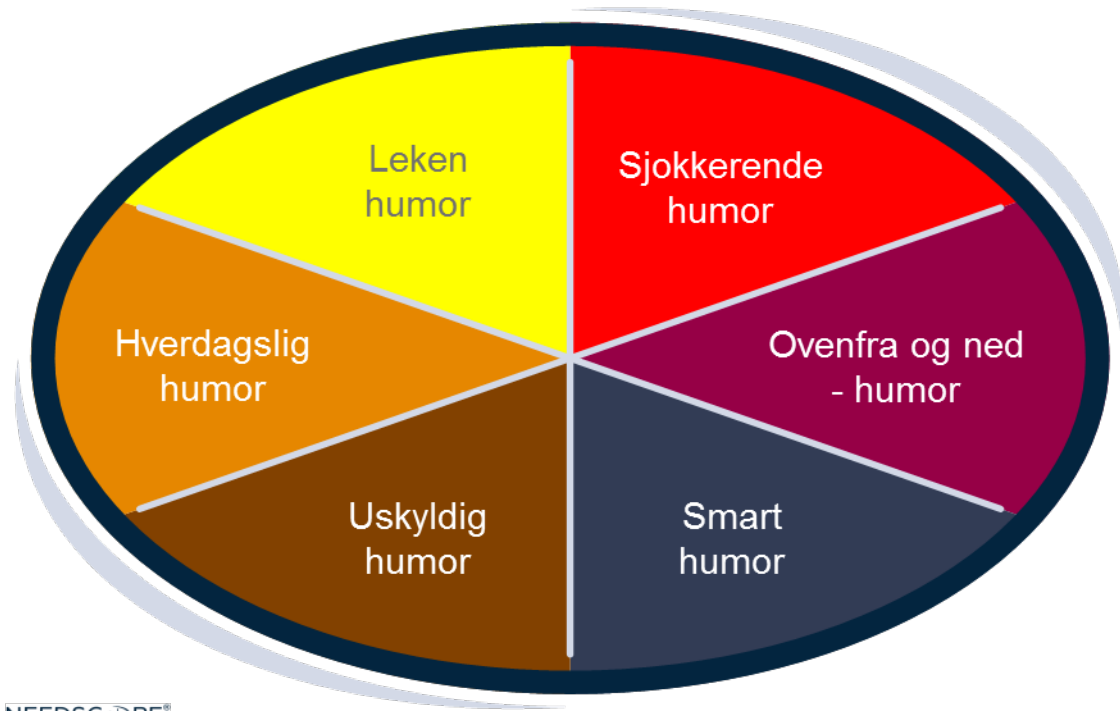 Leken
humor
Sjokkerende
humor
Hverdagslig
humor
Ovenfra og ned
- humor
Uskyldig
humor
Smart
humor